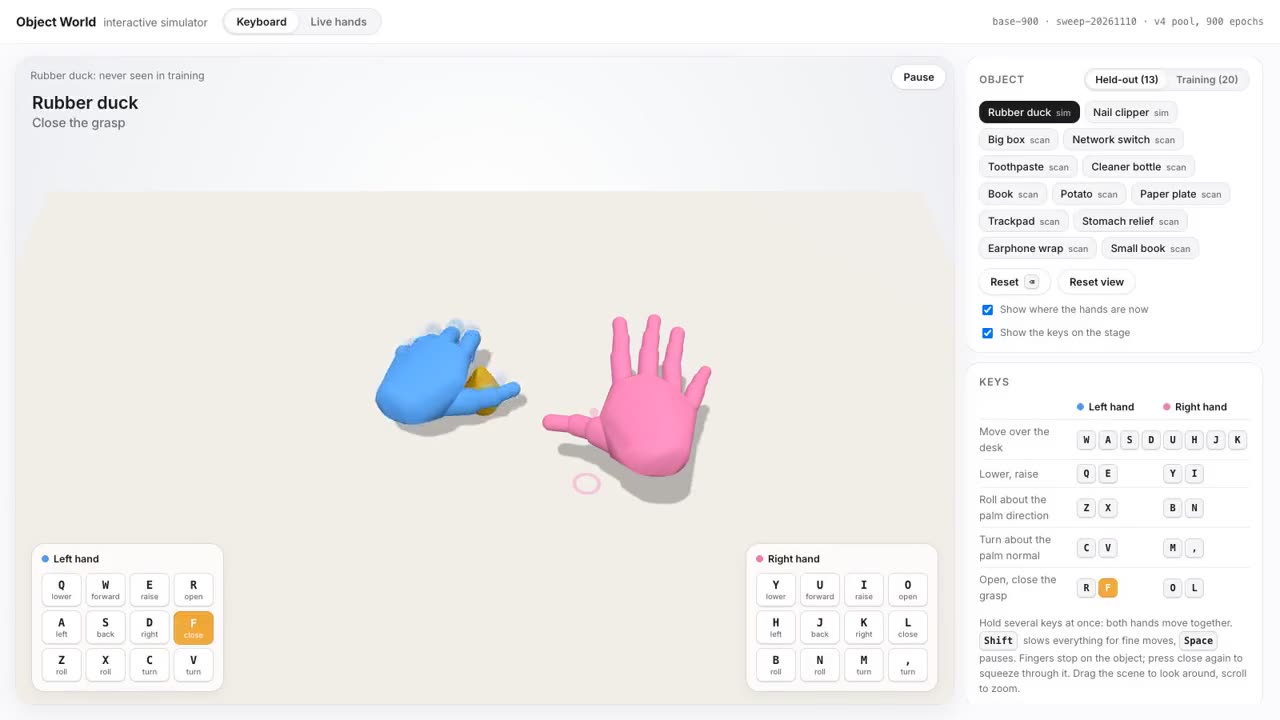 Object World interactive simulator Keyboard Live hands base-900 · sweep-20261110 · v4 pool, 900 epochs
Rubber duck: never seen in training
Pause
Rubber duck
Close the grasp
Left hand
Q lower W forward E raise R open
A left S back D right F close
Z roll X roll C turn V turn
Right hand
Y lower U forward I raise O open
H left J back K right L close
B roll N roll M turn , turn
OBJECT Held-out (13) Training (20)
Rubber duck sim Nail clipper sim
Big box scan Network switch scan
Toothpaste scan Cleaner bottle scan
Book scan Potato scan Paper plate scan
Trackpad scan Stomach relief scan
Earphone wrap scan Small book scan
Reset ⌫ Reset view
Show where the hands are now
Show the keys on the stage
KEYS
Left hand Right hand
Move over the
desk
W A S D U H J K
Lower, raise Q E Y I
Roll about the
palm direction
Z X B N
Turn about the
palm normal
C V M ,
Open, close the
grasp
R F O L
Hold several keys at once: both hands move together.
Shift slows everything for fine moves, Space
pauses. Fingers stop on the object; press close again to
squeeze through it. Drag the scene to look around, scroll
to zoom.